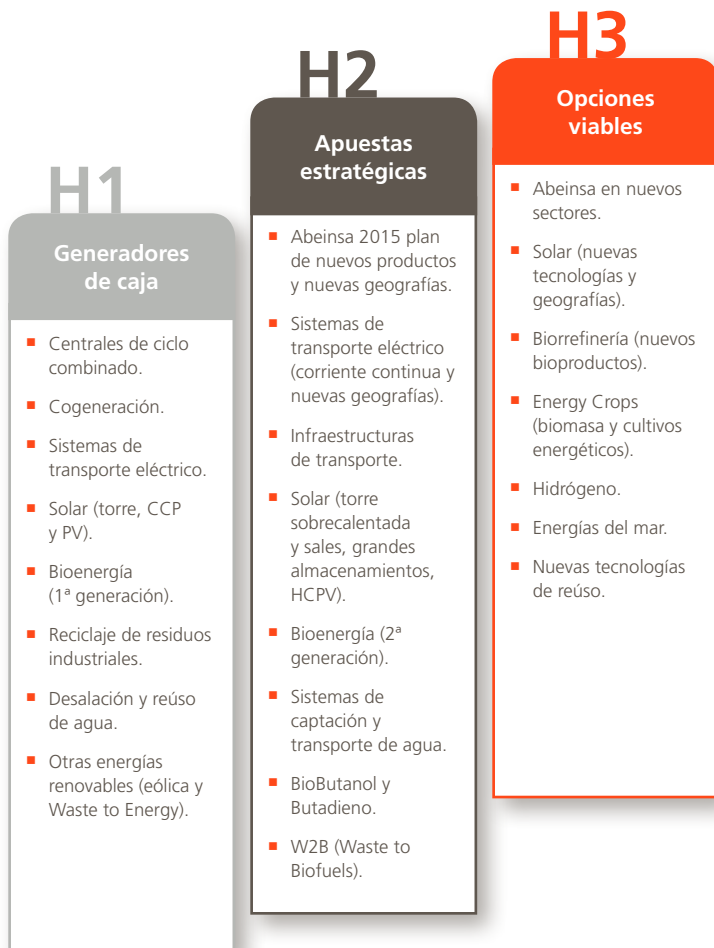 H1
Generadores
de caja
Centrales de ciclo
combinado.
Cogeneración.
Sistemas de
transporte eléctrico.
Solar (torre, CCP
y PV).
Bioenergía
(1ª generación).
Reciclaje de residuos
industriales.
Desalación y reúso
de agua.
Otras energías
renovables (eólica y
Waste to Energy).
H2
Apuestas
estratégicas
Abeinsa 2015 plan
de nuevos productos
y nuevas geografías.
Sistemas de
transporte eléctrico
(corriente continua y
nuevas geografías).
Infraestructuras
de transporte.
Solar (torre
sobrecalentada
y sales, grandes
almacenamientos,
HCPV).
Bioenergía (2ª
generación).
Sistemas de
captación y
transporte de agua.
BioButanol y
Butadieno.
W2B (Waste to
Biofuels).
H3
Opciones
viables
Abeinsa en nuevos
sectores.
Solar (nuevas
tecnologías y
geografías).
Biorrefinería (nuevos
bioproductos).
Energy Crops
(biomasa y cultivos
energéticos).
Hidrógeno.
Energías del mar.
Nuevas tecnologías
de reúso.